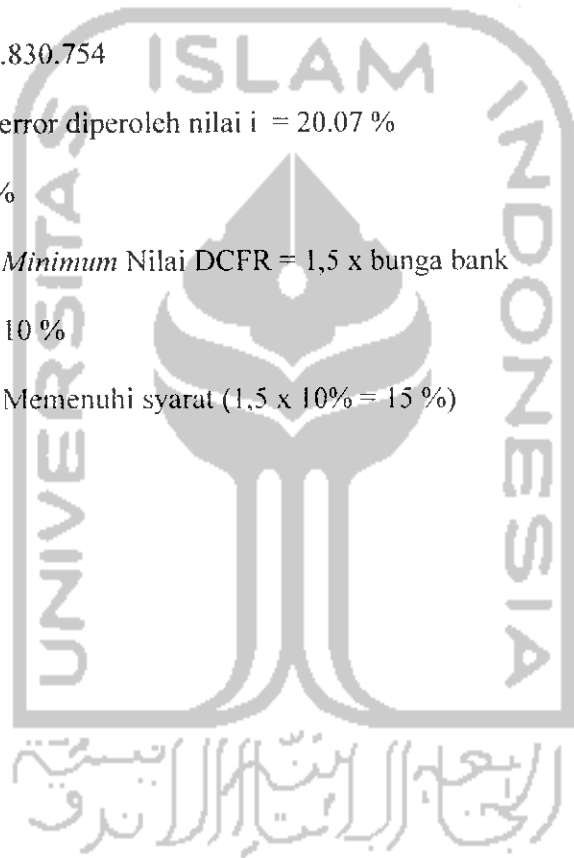 .830.754
error diperoleh nilai i = 20.07 %
%
Minimum Nilai DCFR = 1,5 x bunga bank
10 %
Memenuhi syarat (1,5 x 10% = 15 %)
UNIVERSITAS
ISLAM
INDONESIA